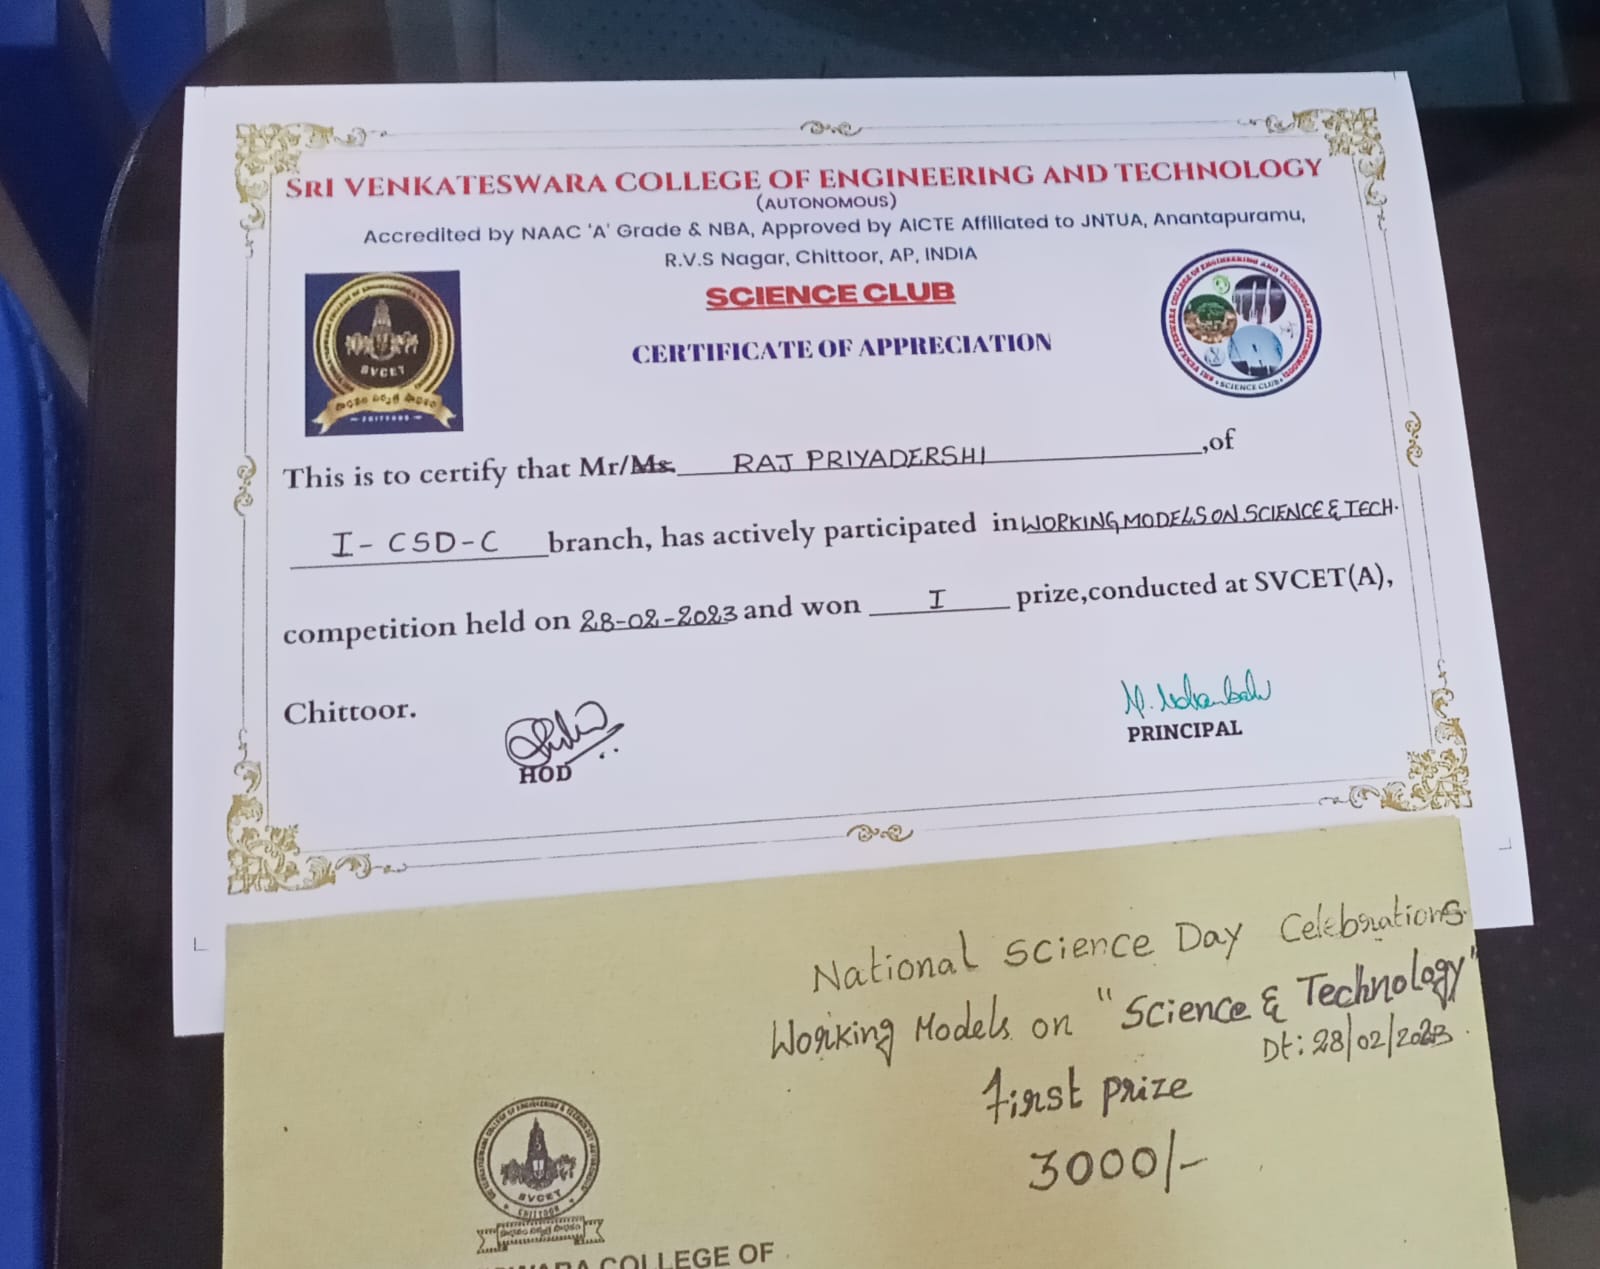 SRI VENKATESWARA COLLEGE OF ENGINEERING AND TECHNOLOGY
(AUTONOMOUS)
Accredited by NAAC 'A' Grade & NBA, Approved by AICTE Affiliated to JNTUA, Anantapuramu,
R.V.S Nagar, Chittoor, AP, INDIA
SCIENCE CLUB
CERTIFICATE OF APPRECIATION
SVCET
SCIENCE CLUB
This is to certify that Mr/Ms. RAJ PRIYADERSHI ,of
I - CSD - C branch, has actively participated in WORKING MODELS ON SCIENCE & TECH.
competition held on 28-02-2023 and won I prize,conducted at SVCET(A),
Chittoor.
HOD
PRINCIPAL
National Science Day Celebrations
Working Models on "Science & Technology"
Dt: 28/02/2023
First prize
3000/-
SVCET
CHITTOOR
COLLEGE OF